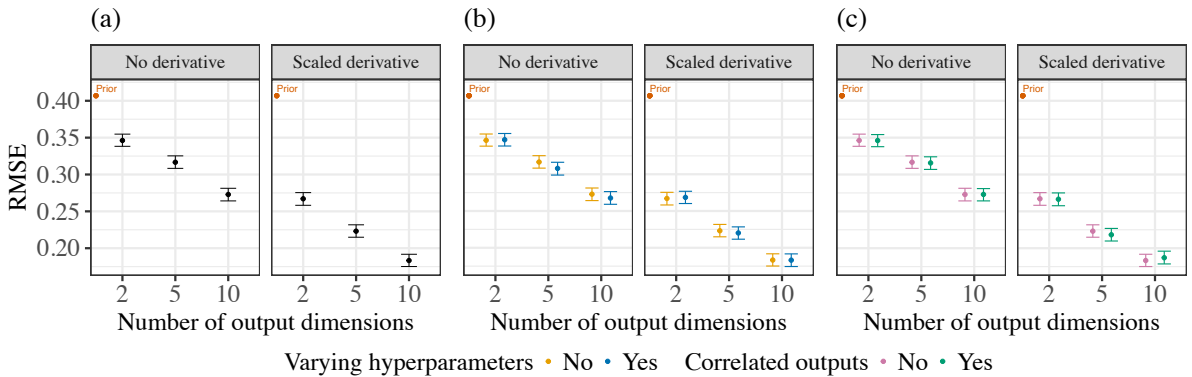 (a) (b) (c)
No derivative Scaled derivative No derivative Scaled derivative No derivative Scaled derivative
Prior Prior Prior Prior Prior Prior
0.40
0.35
0.30
0.25
0.20
RMSE
2 5 10 2 5 10 2 5 10 2 5 10 2 5 10 2 5 10
Number of output dimensions Number of output dimensions Number of output dimensions
Varying hyperparameters No Yes Correlated outputs No Yes